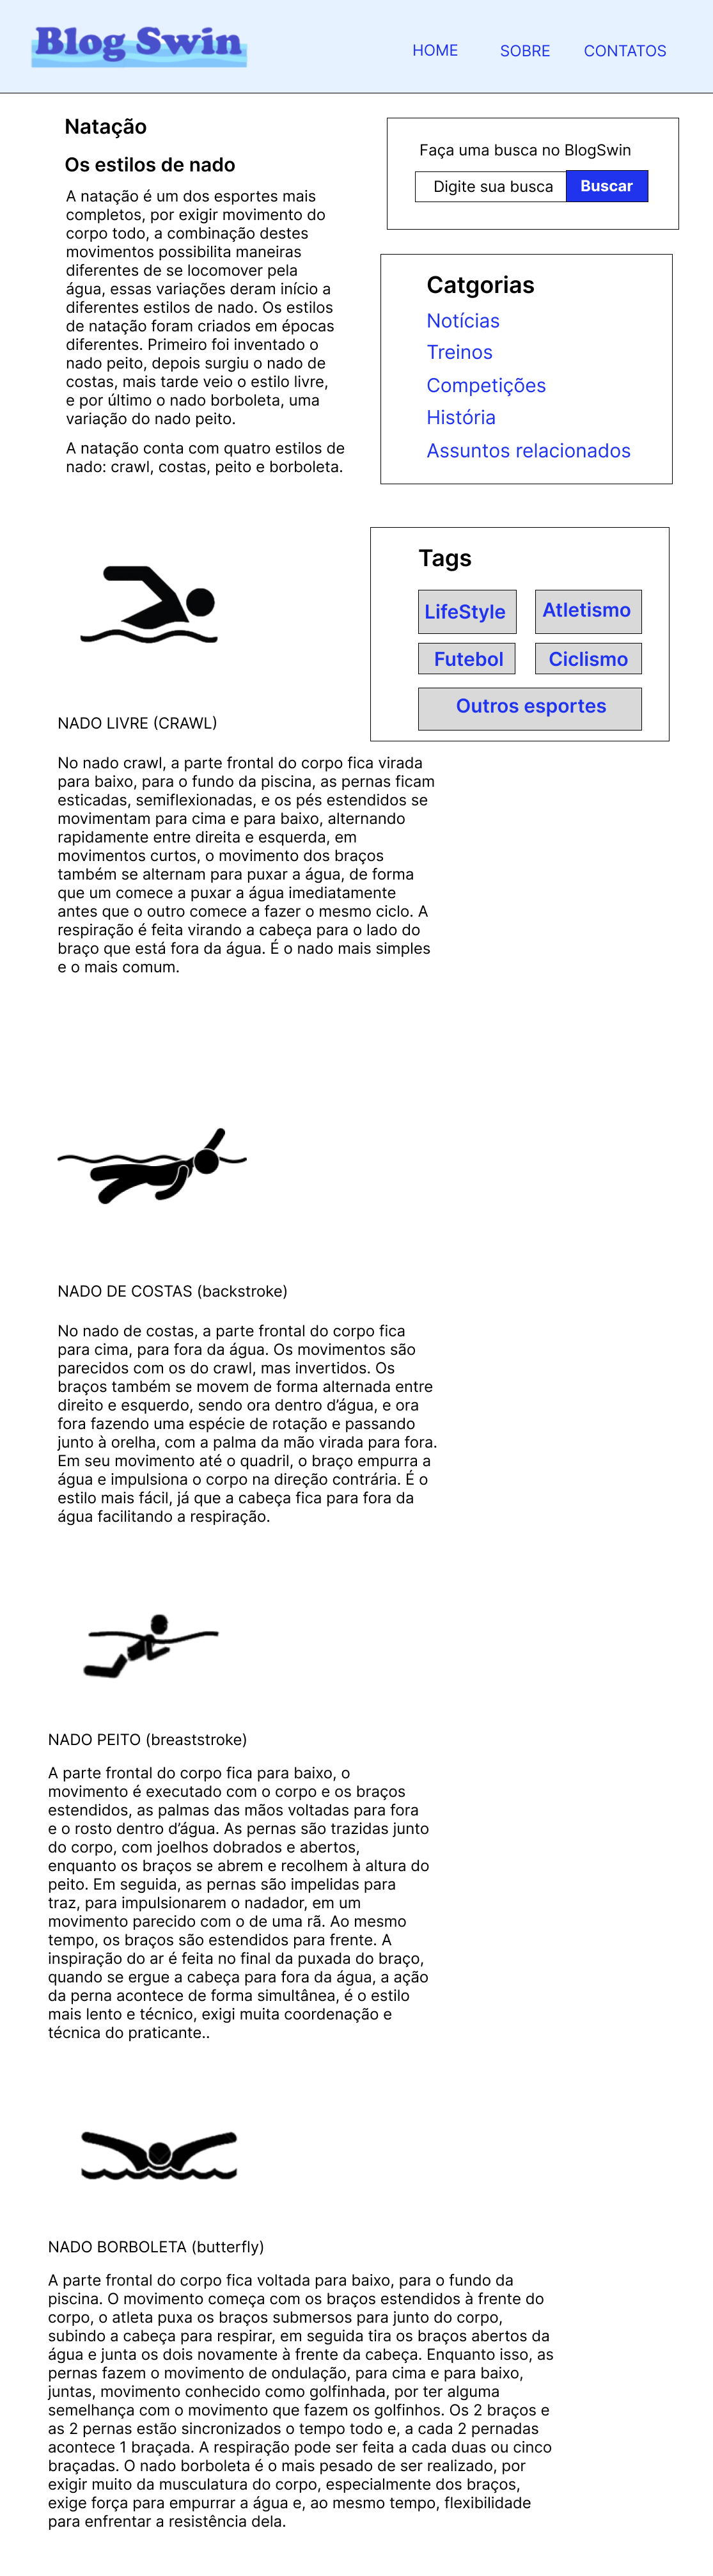 Blog Swin
HOME
SOBRE
CONTATOS
Natação
Os estilos de nado
A natação é um dos esportes mais
completos, por exigir movimento do
corpo todo, a combinação destes
movimentos possibilita maneiras
diferentes de se locomover pela
água, essas variações deram início a
diferentes estilos de nado. Os estilos
de natação foram criados em épocas
diferentes. Primeiro foi inventado o
nado peito, depois surgiu o nado de
costas, mais tarde veio o estilo livre,
e por último o nado borboleta, uma
variação do nado peito.
A natação conta com quatro estilos de
nado: crawl, costas, peito e borboleta.
Faça uma busca no BlogSwin
Digite sua busca
Buscar
Catgorias
Notícias
Treinos
Competições
História
Assuntos relacionados
Tags
LifeStyle
Atletismo
Futebol
Ciclismo
Outros esportes
NADO LIVRE (CRAWL)
No nado crawl, a parte frontal do corpo fica virada
para baixo, para o fundo da piscina, as pernas ficam
esticadas, semiflexionadas, e os pés estendidos se
movimentam para cima e para baixo, alternando
rapidamente entre direita e esquerda, em
movimentos curtos, o movimento dos braços
também se alternam para puxar a água, de forma
que um comece a puxar a água imediatamente
antes que o outro comece a fazer o mesmo ciclo. A
respiração é feita virando a cabeça para o lado do
braço que está fora da água. É o nado mais simples
e o mais comum.
NADO DE COSTAS (backstroke)
No nado de costas, a parte frontal do corpo fica
para cima, para fora da água. Os movimentos são
parecidos com os do crawl, mas invertidos. Os
braços também se movem de forma alternada entre
direito e esquerdo, sendo ora dentro d’água, e ora
fora fazendo uma espécie de rotação e passando
junto à orelha, com a palma da mão virada para fora.
Em seu movimento até o quadril, o braço empurra a
água e impulsiona o corpo na direção contrária. É o
estilo mais fácil, já que a cabeça fica para fora da
água facilitando a respiração.
NADO PEITO (breaststroke)
A parte frontal do corpo fica para baixo, o
movimento é executado com o corpo e os braços
estendidos, as palmas das mãos voltadas para fora
e o rosto dentro d’água. As pernas são trazidas junto
do corpo, com joelhos dobrados e abertos,
enquanto os braços se abrem e recolhem à altura do
peito. Em seguida, as pernas são impelidas para
traz, para impulsionarem o nadador, em um
movimento parecido com o de uma rã. Ao mesmo
tempo, os braços são estendidos para frente. A
inspiração do ar é feita no final da puxada do braço,
quando se ergue a cabeça para fora da água, a ação
da perna acontece de forma simultânea, é o estilo
mais lento e técnico, exigi muita coordenação e
técnica do praticante..
NADO BORBOLETA (butterfly)
A parte frontal do corpo fica voltada para baixo, para o fundo da
piscina. O movimento começa com os braços estendidos à frente do
corpo, o atleta puxa os braços submersos para junto do corpo,
subindo a cabeça para respirar, em seguida tira os braços abertos da
água e junta os dois novamente à frente da cabeça. Enquanto isso, as
pernas fazem o movimento de ondulação, para cima e para baixo,
juntas, movimento conhecido como golfinhada, por ter alguma
semelhança com o movimento que fazem os golfinhos. Os 2 braços e
as 2 pernas estão sincronizados o tempo todo e, a cada 2 pernadas
acontece 1 braçada. A respiração pode ser feita a cada duas ou cinco
braçadas. O nado borboleta é o mais pesado de ser realizado, por
exigir muito da musculatura do corpo, especialmente dos braços,
exige força para empurrar a água e, ao mesmo tempo, flexibilidade
para enfrentar a resistência dela.